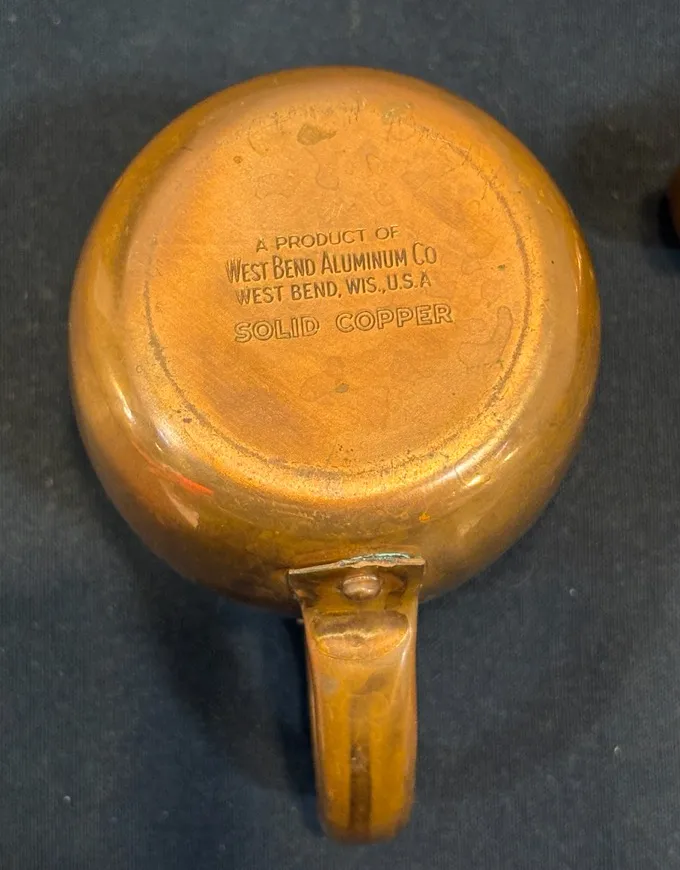 A PRODUCT OF
WEST BEND ALUMINUM CO
WEST BEND, WIS., U.S.A
SOLID COPPER